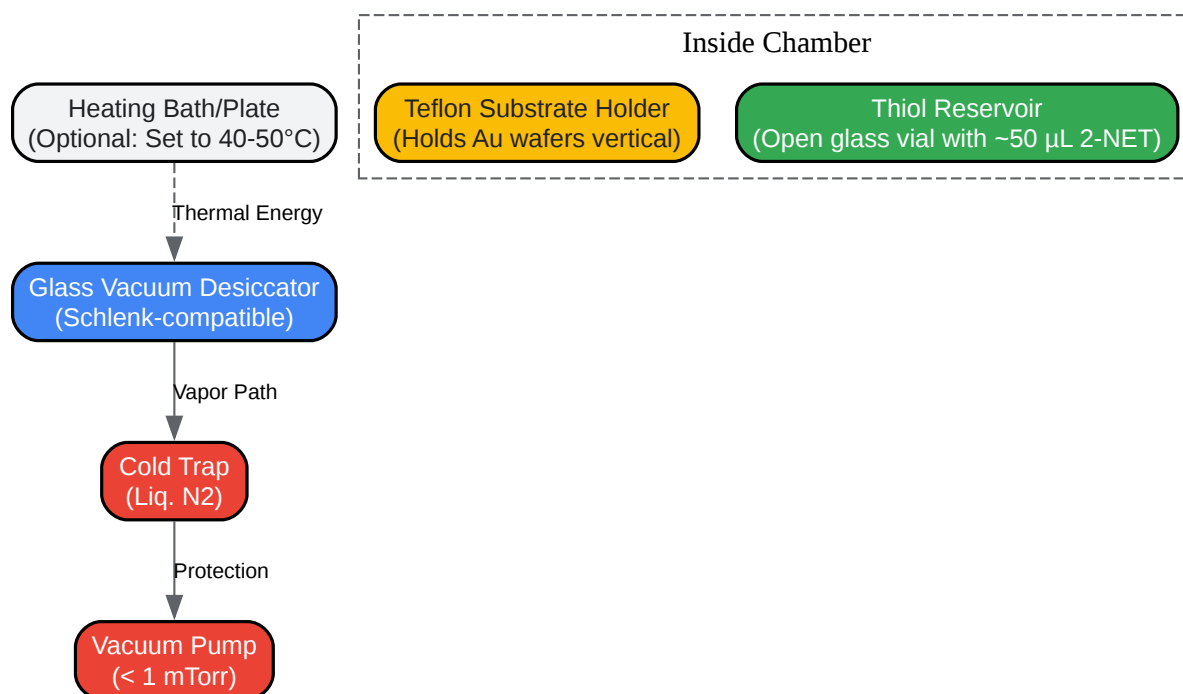 Inside Chamber
Heating Bath/Plate
(Optional: Set to 40-50°C)
Teflon Substrate Holder
(Holds Au wafers vertical)
Thiol Reservoir
(Open glass vial with ~50 µL 2-NET)
Thermal Energy
Glass Vacuum Desiccator
(Schlenk-compatible)
Vapor Path
Cold Trap
(Liq. N2)
Protection
Vacuum Pump
(< 1 mTorr)